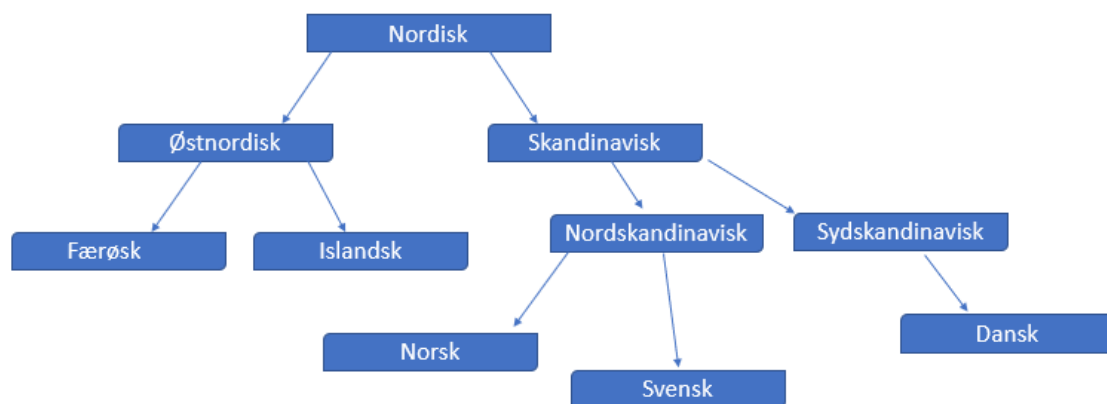 Nordisk
Østnordisk
Skandinavisk
Færøsk
Islandsk
Nordskandinavisk
Sydskandinavisk
Norsk
Svensk
Dansk